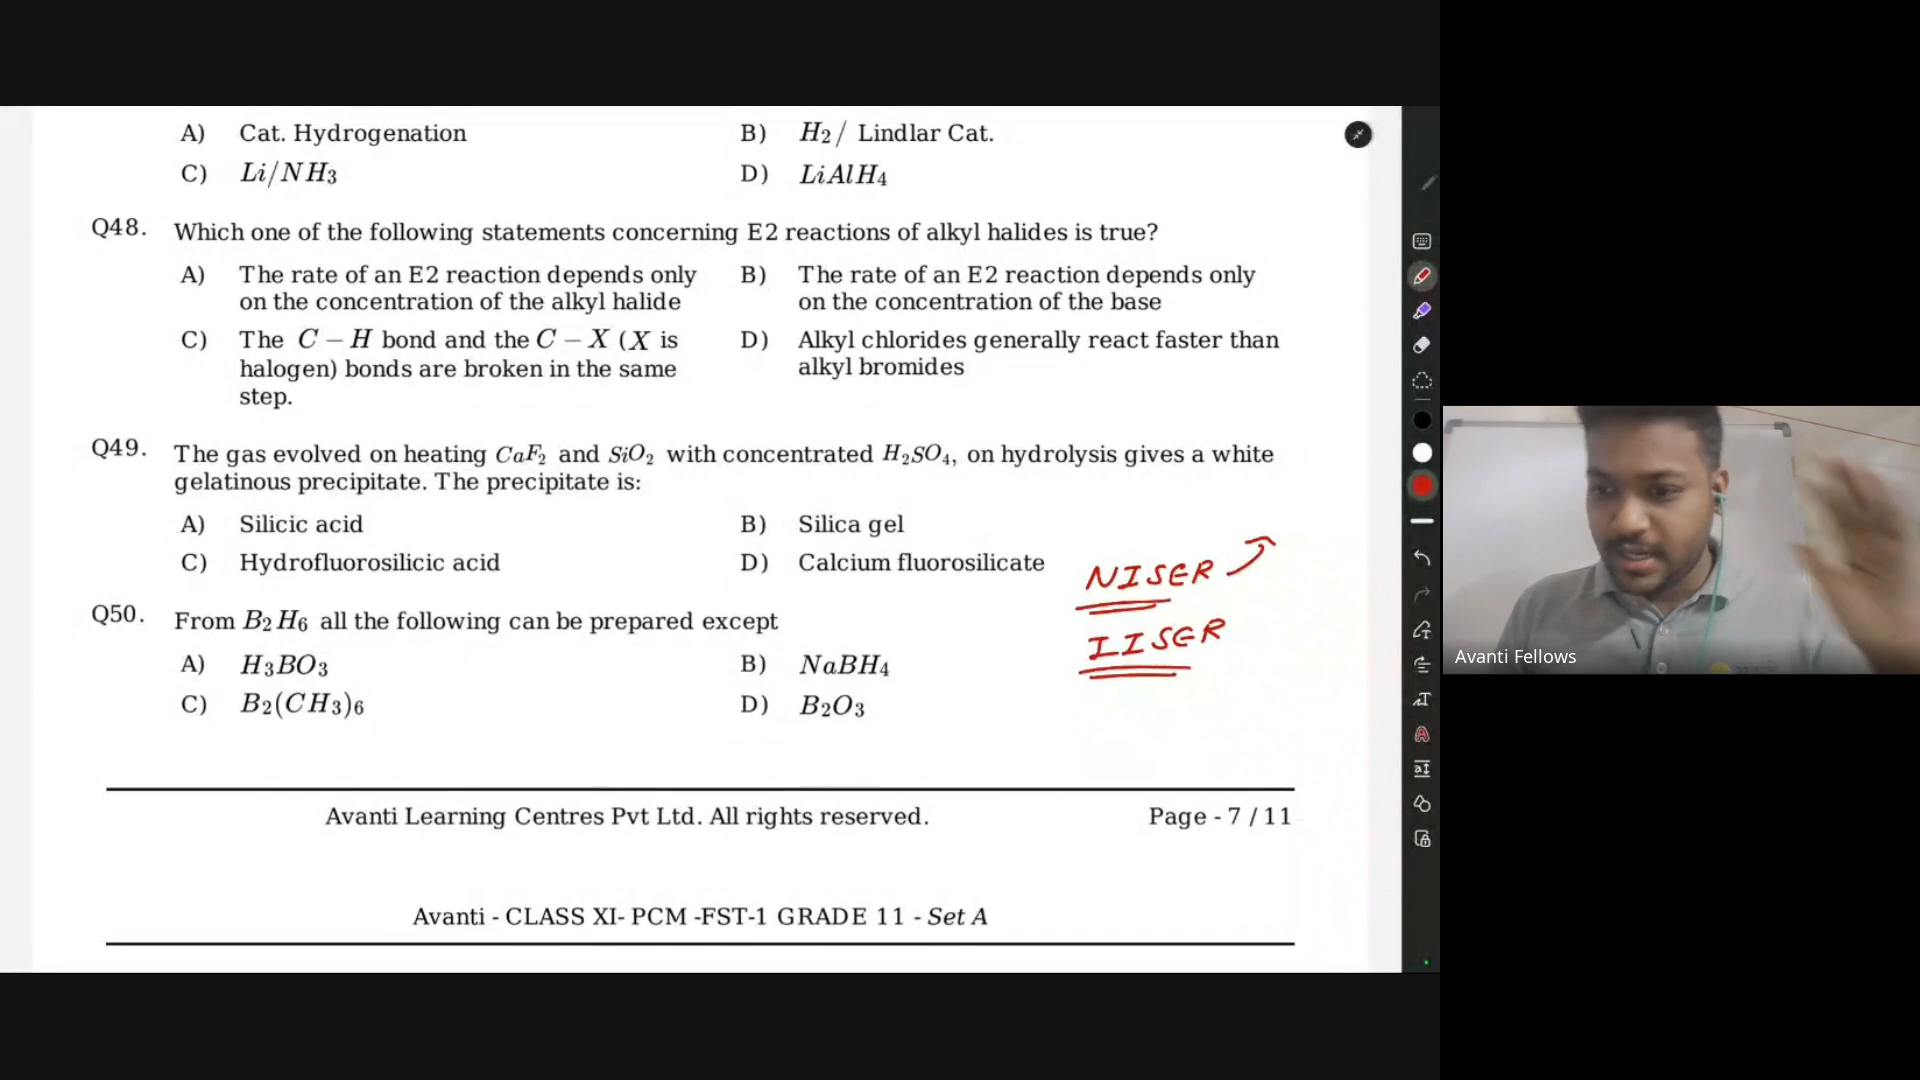 A) Cat. Hydrogenation B) H2/ Lindlar Cat.
C) Li/NH3 D) LiAlH4
Q48. Which one of the following statements concerning E2 reactions of alkyl halides is true?
A) The rate of an E2 reaction depends only on the concentration of the alkyl halide
B) The rate of an E2 reaction depends only on the concentration of the base
C) The C − H bond and the C − X (X is halogen) bonds are broken in the same step.
D) Alkyl chlorides generally react faster than alkyl bromides
Q49. The gas evolved on heating CaF2 and SiO2 with concentrated H2SO4, on hydrolysis gives a white
gelatinous precipitate. The precipitate is:
A) Silicic acid B) Silica gel
C) Hydrofluorosilicic acid D) Calcium fluorosilicate
NISER
IISER
Q50. From B2H6 all the following can be prepared except
A) H3BO3 B) NaBH4
C) B2(CH3)6 D) B2O3
Avanti Learning Centres Pvt Ltd. All rights reserved. Page - 7 / 11
Avanti - CLASS XI- PCM -FST-1 GRADE 11 - Set A
Avanti Fellows